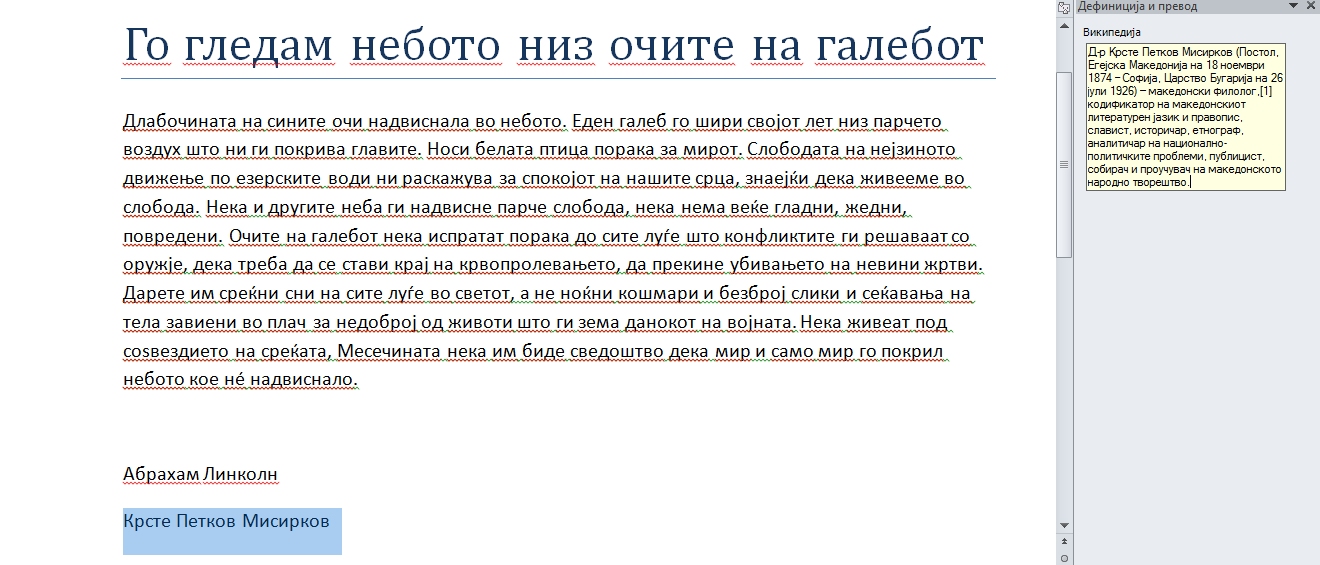 Го гледам небото низ очите на галебот
Длабочината на сините очи надвиснала во небото. Еден галеб го шири својот лет низ парчето
воздух што ни ги покрива главите. Носи белата птица порака за мирот. Слободата на нејзиното
движење по езерските води ни раскажува за спокојот на нашите срца, знаејќи дека живееме во
слобода. Нека и другите неба ги надвисне парче слобода, нека нема веќе гладни, жедни,
повредени. Очите на галебот нека испратат порака до сите луѓе што конфликтите ги решаваат со
оружје, дека треба да се стави крај на крвопролевањето, да прекине убивањето на невини жртви.
Дарете им среќни сни на сите луѓе во светот, а не ноќни кошмари и безброј слики и сеќавања на
тела завиени во плач за недоброј од животи што ги зема данокот на војната. Нека живеат под
соѕвездието на среќата, Месечината нека им биде сведоштво дека мир и само мир го покрил
небото кое нé надвиснало.
Абрахам Линколн
Крсте Петков Мисирков
Дефиниција и превод
Википедија
Д-р Крсте Петков Мисирков (Постол,
Егејска Македонија на 18 ноември
1874 – Софија, Царство Бугарија на 26
јули 1926) – македонски филолог,[1]
кодификатор на македонскиот
литературен јазик и правопис,
славист, историчар, етнограф,
аналитичар на национално-
политичките проблеми, публицист,
собирач и проучувач на македонското
народно творештво.